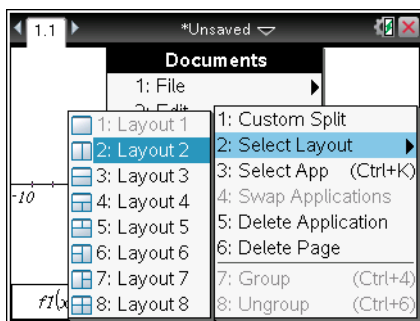 1.1 *Unsaved
Documents
1: File
2: Edit
1: Layout 1
2: Layout 2
3: Layout 3
4: Layout 4
5: Layout 5
6: Layout 6
7: Layout 7
8: Layout 8
1: Custom Split
2: Select Layout
3: Select App (Ctrl+K)
4: Swap Applications
5: Delete Application
6: Delete Page
7: Group (Ctrl+4)
8: Ungroup (Ctrl+6)
-10
f1(x